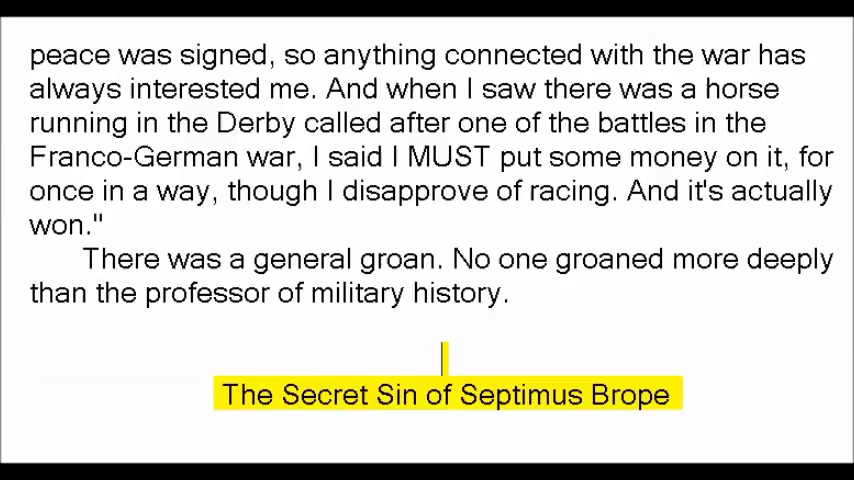 peace was signed, so anything connected with the war has
always interested me. And when I saw there was a horse
running in the Derby called after one of the battles in the
Franco-German war, I said I MUST put some money on it, for
once in a way, though I disapprove of racing. And it's actually
won."
There was a general groan. No one groaned more deeply
than the professor of military history.
The Secret Sin of Septimus Brope